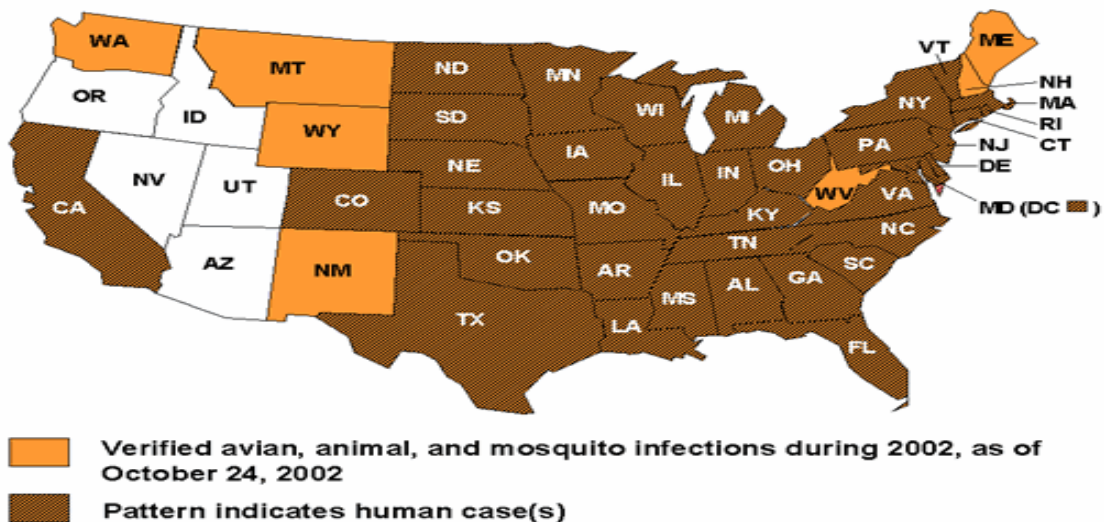 WA
MT
ND
MN
VT
ME
OR
ID
SD
WI
MI
NY
NH
MA
RI
WY
IA
PA
NJ
CT
NE
IL
IN
OH
DE
NV
UT
CO
KS
MO
KY
WV
VA
MD (DC )
CA
AZ
NM
OK
AR
TN
NC
SC
TX
LA
MS
AL
GA
FL
Verified avian, animal, and mosquito infections during 2002, as of
October 24, 2002
Pattern indicates human case(s)